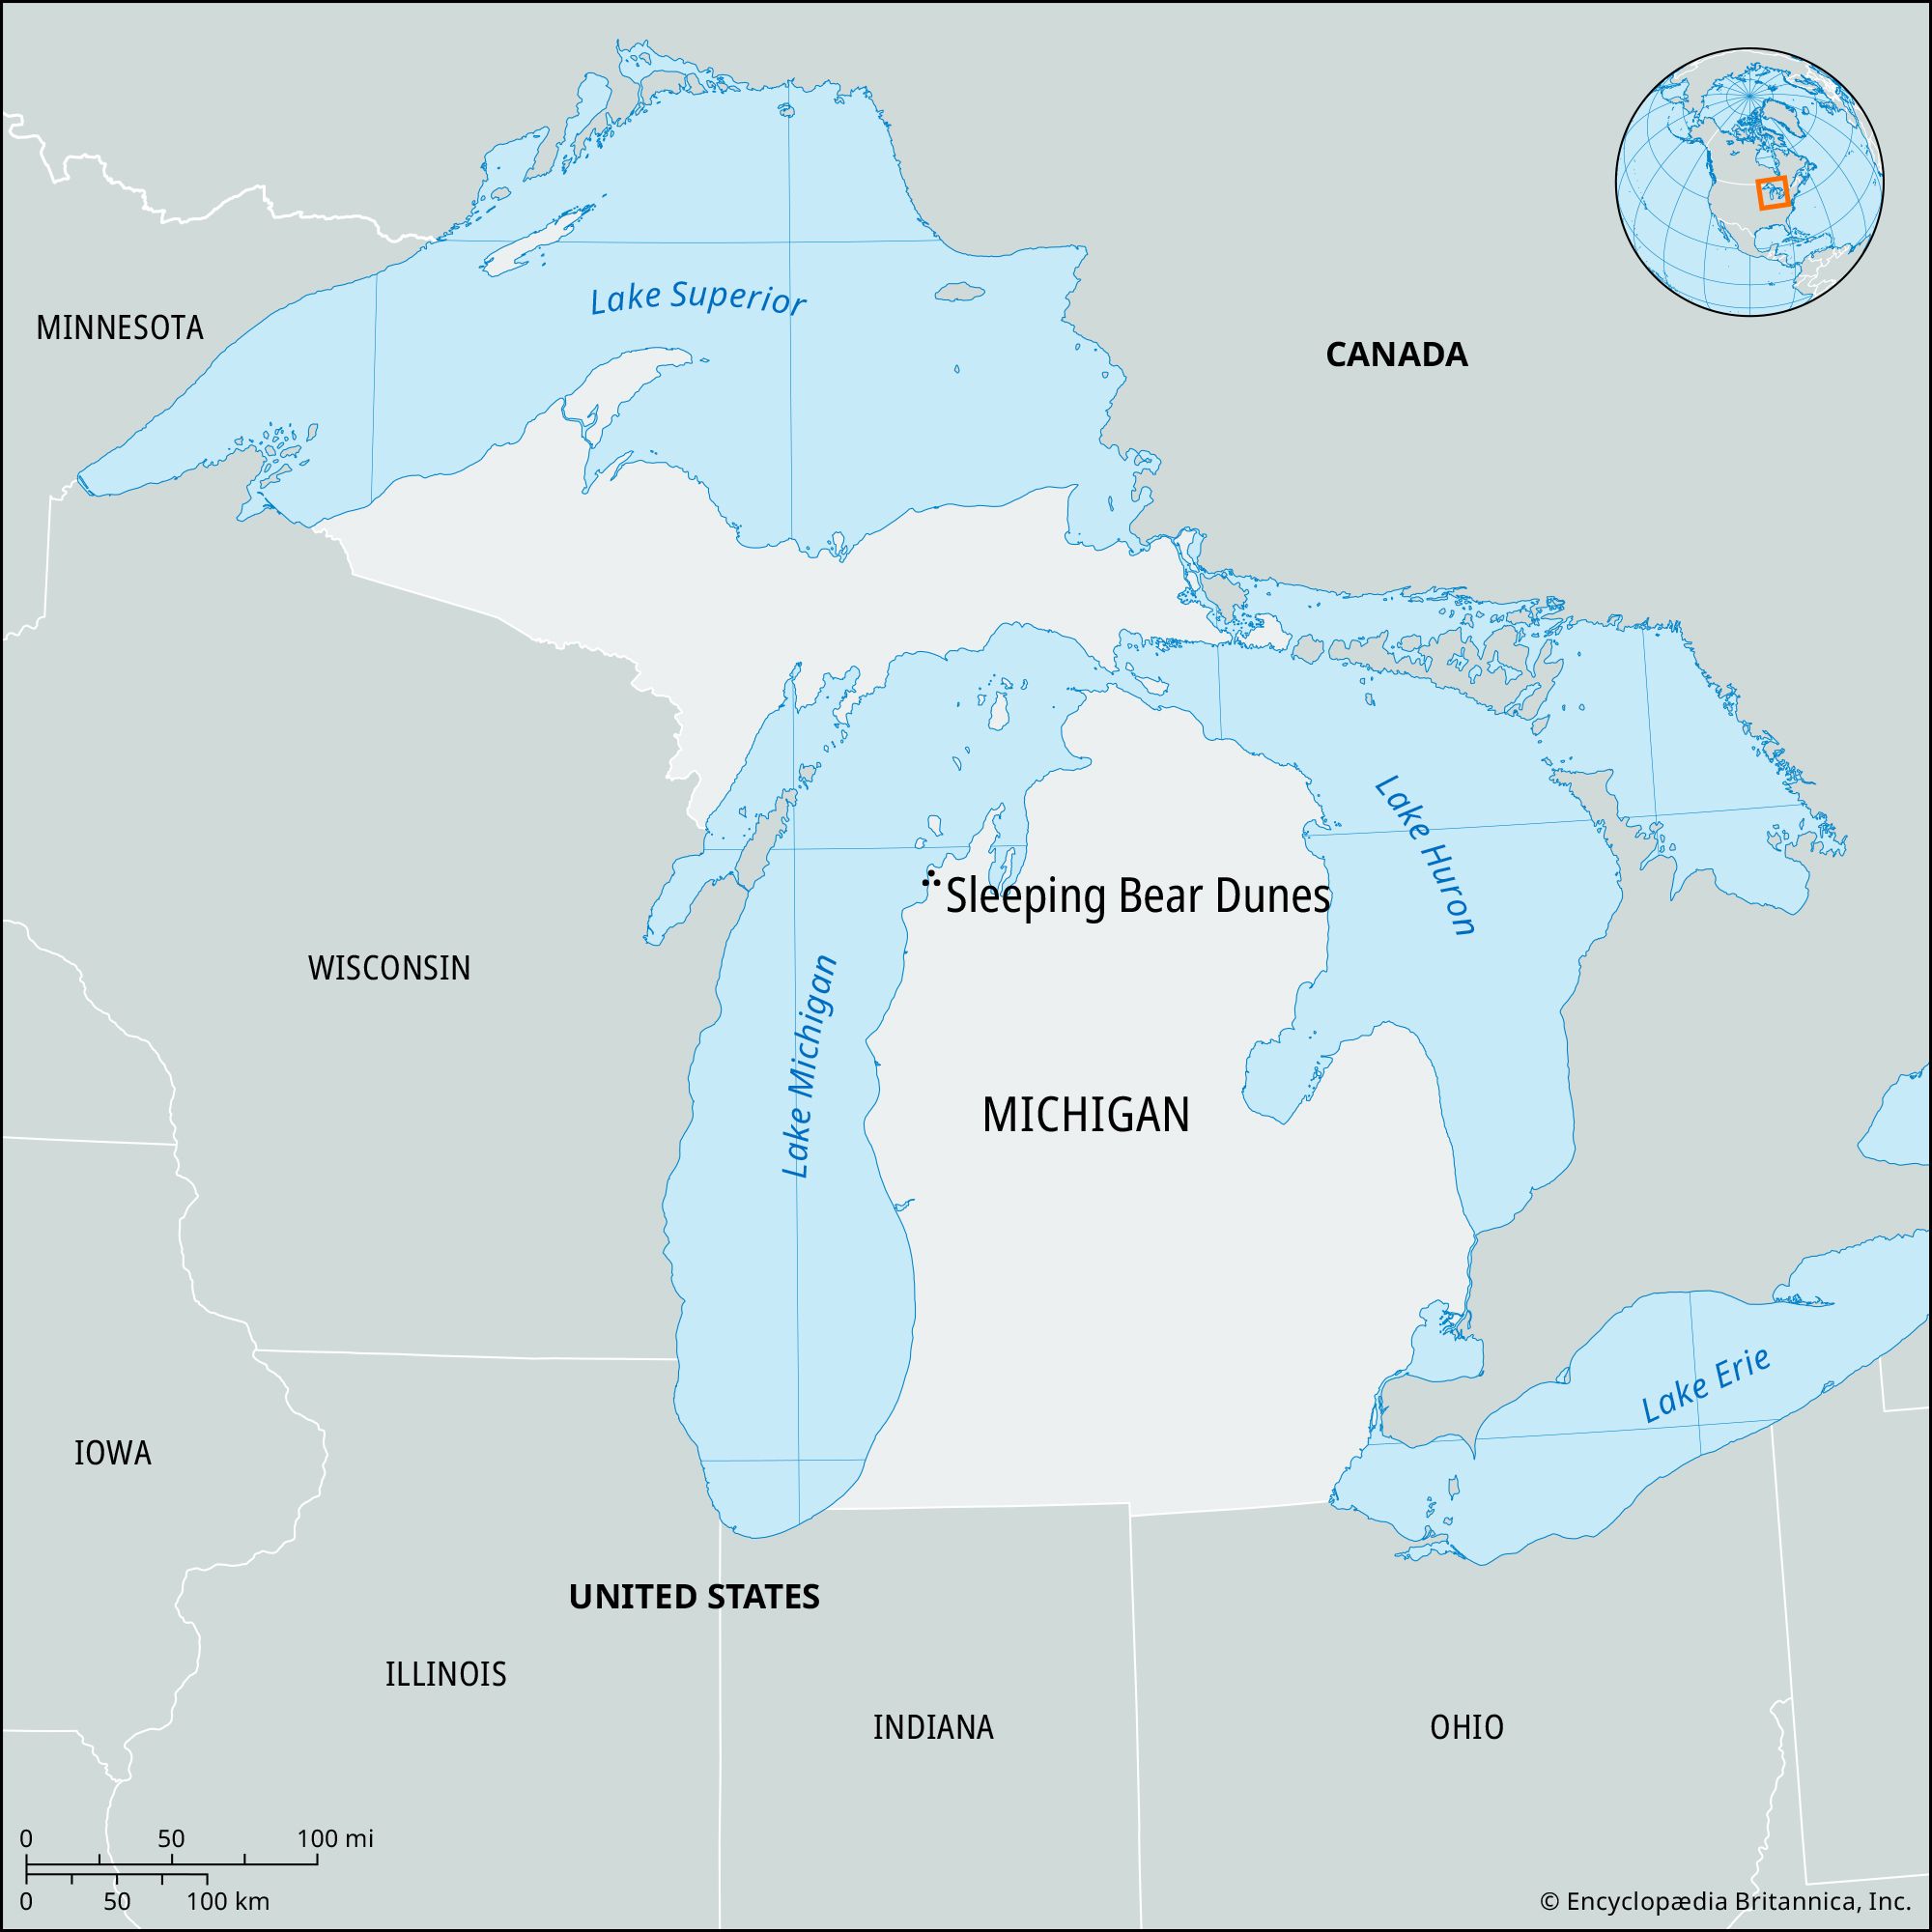 MINNESOTA
Lake Superior
CANADA
Lake Huron
Sleeping Bear Dunes
WISCONSIN
Lake Michigan
MICHIGAN
Lake Erie
IOWA
UNITED STATES
ILLINOIS
INDIANA
OHIO
0 50 100 mi
0 50 100 km
© Encyclopædia Britannica, Inc.